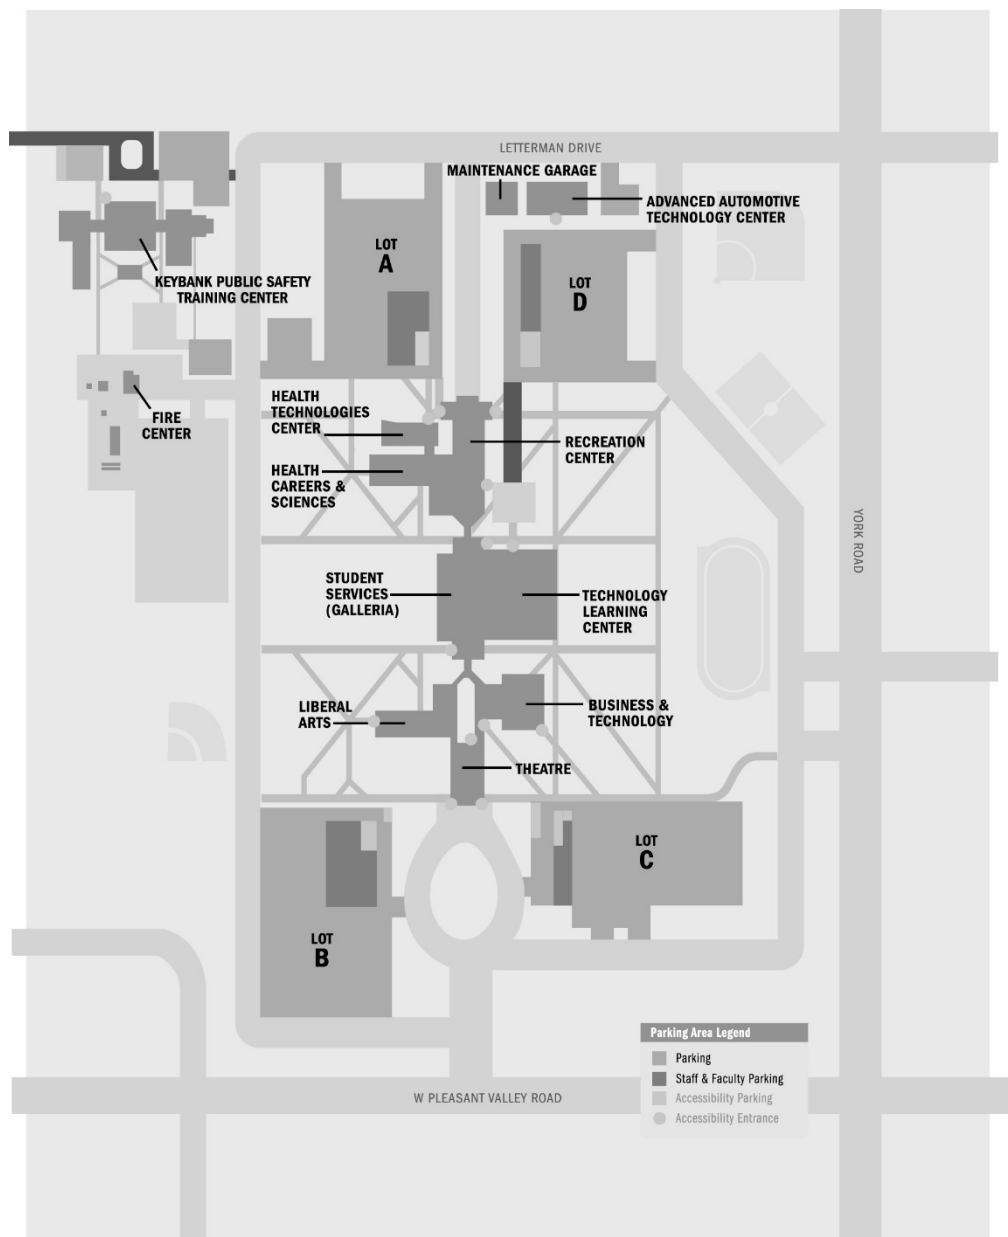 LETTERMAN DRIVE
MAINTENANCE GARAGE
ADVANCED AUTOMOTIVE
TECHNOLOGY CENTER
LOT
A
LOT
D
KEYBANK PUBLIC SAFETY
TRAINING CENTER
HEALTH
TECHNOLOGIES
CENTER
FIRE
CENTER
RECREATION
CENTER
HEALTH
CAREERS &
SCIENCES
YORK ROAD
STUDENT
SERVICES
(GALLERIA)
TECHNOLOGY
LEARNING
CENTER
LIBERAL
ARTS
BUSINESS &
TECHNOLOGY
THEATRE
LOT
C
LOT
B
Parking Area Legend
Parking
Staff & Faculty Parking
Accessibility Parking
Accessibility Entrance
W PLEASANT VALLEY ROAD